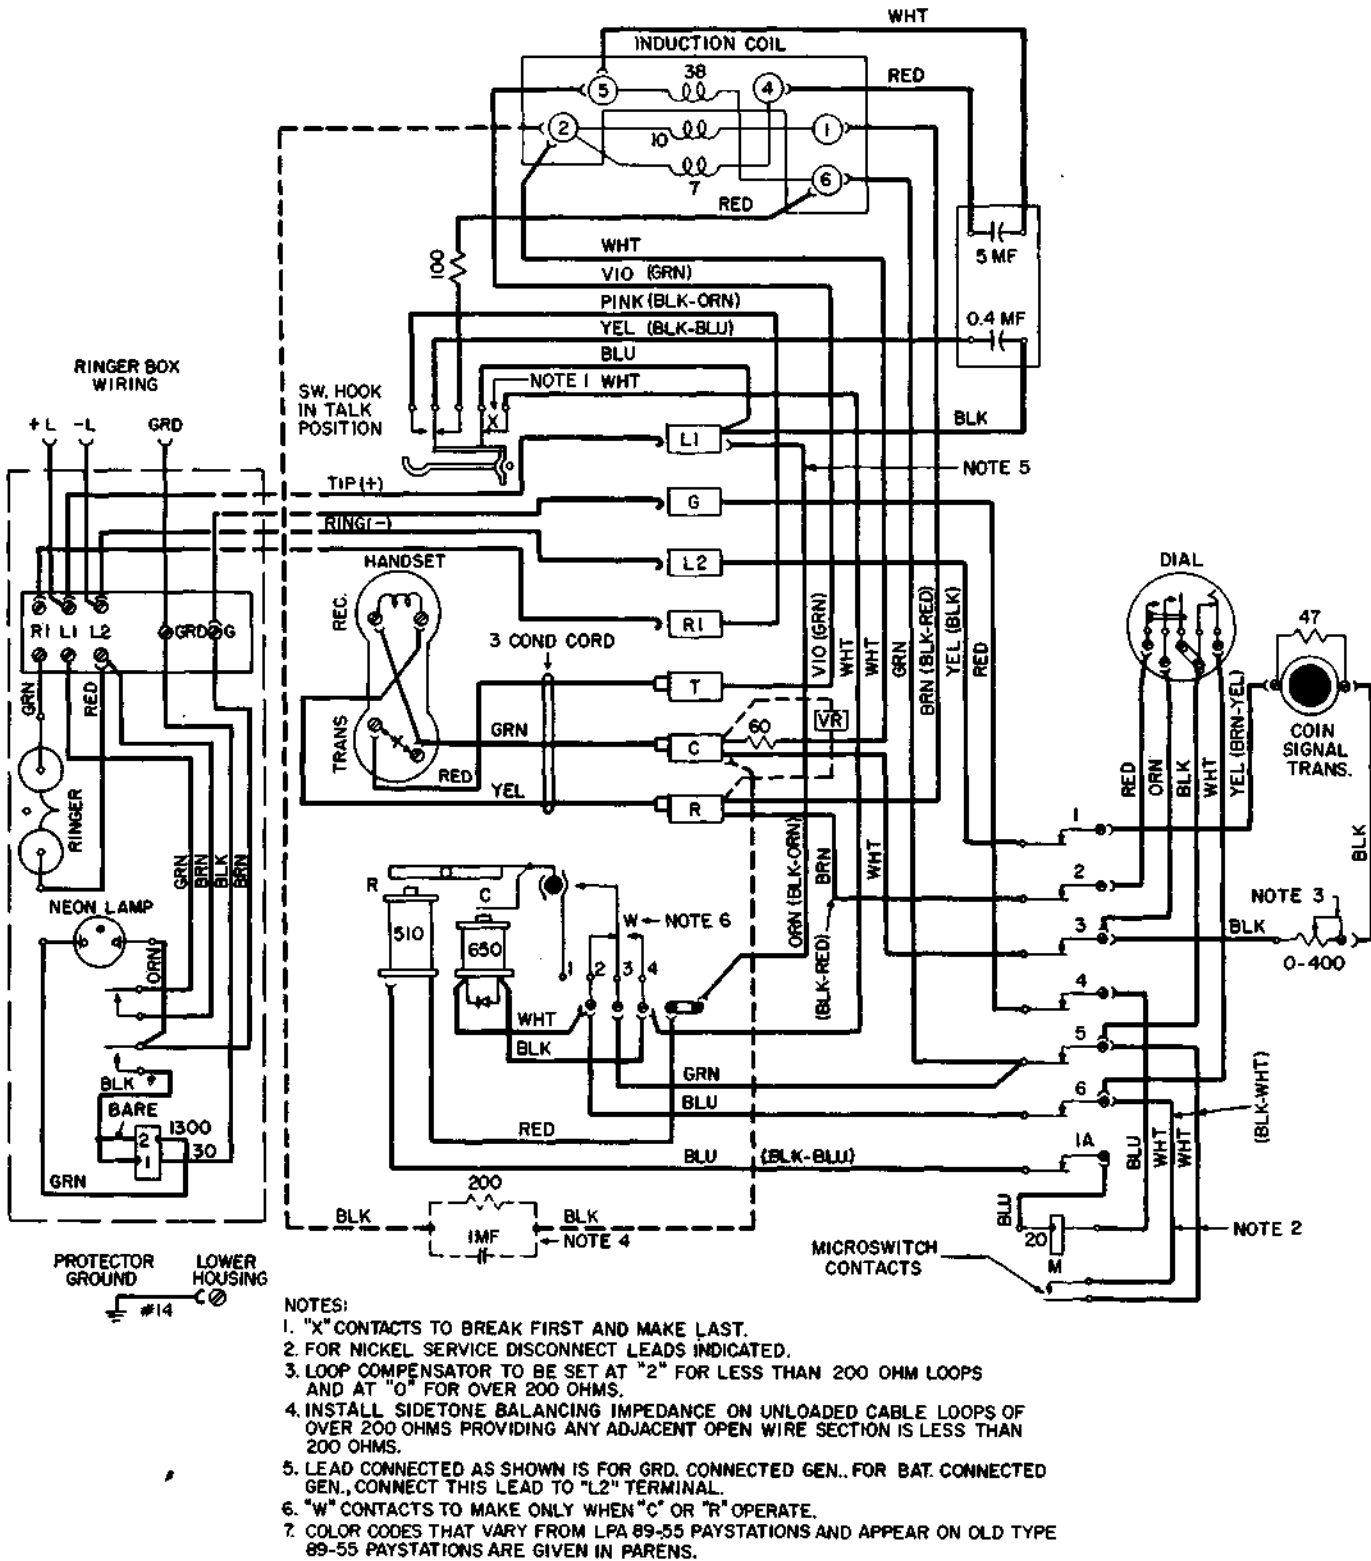 WHT
INDUCTION COIL
38
5
4
RED
2
10
1
7
6
RED
100
WHT
5 MF
VIO (GRN)
PINK (BLK-ORN)
YEL (BLK-BLU)
0.4 MF
BLU
RINGER BOX
WIRING
NOTE 1 WHT
SW. HOOK
IN TALK
POSITION
X
BLK
+L -L GRD
L1
NOTE 5
TIP (+)
G
RING (-)
HANDSET
L2
DIAL
REC.
R1
R1 L1 L2 GRD G
47
3 COND CORD
VIO (GRN)
WHT
WHT
GRN
BRN (BLK-RED)
YEL (BLK)
RED
T
GRN
RED
TRANS
X
GRN
C
60
VR
RED
YEL
R
COIN
SIGNAL
TRANS.
YEL (BRN-YEL)
RED
ORN
BLK
WHT
RINGER
GRN
BRN
BLK
BRN
1
BLK
ORN (BLK-ORN)
BRN
(BLK-RED)
WHT
R
C
2
NOTE 3
NEON LAMP
510
650
W
NOTE 6
3
BLK
0-400
ORN
1 2 3 4
4
WHT
BLK
5
GRN
BLK
BARE
BLU
6
(BLK-WHT)
2
1
1300
30
RED
BLU (BLK-BLU)
1A
BLU
WHT
WHT
GRN
200
BLK
1MF
BLK
NOTE 4
BLU
20
M
NOTE 2
MICROSWITCH
CONTACTS
PROTECTOR
GROUND
LOWER
HOUSING
#14
NOTES:
1. "X" CONTACTS TO BREAK FIRST AND MAKE LAST.
2. FOR NICKEL SERVICE DISCONNECT LEADS INDICATED.
3. LOOP COMPENSATOR TO BE SET AT "2" FOR LESS THAN 200 OHM LOOPS
AND AT "0" FOR OVER 200 OHMS.
4. INSTALL SIDETONE BALANCING IMPEDANCE ON UNLOADED CABLE LOOPS OF
OVER 200 OHMS PROVIDING ANY ADJACENT OPEN WIRE SECTION IS LESS THAN
200 OHMS.
5. LEAD CONNECTED AS SHOWN IS FOR GRD. CONNECTED GEN., FOR BAT. CONNECTED
GEN., CONNECT THIS LEAD TO "L2" TERMINAL.
6. "W" CONTACTS TO MAKE ONLY WHEN "C" OR "R" OPERATE.
7. COLOR CODES THAT VARY FROM LPA 89-55 PAYSTATIONS AND APPEAR ON OLD TYPE
89-55 PAYSTATIONS ARE GIVEN IN PARENS.